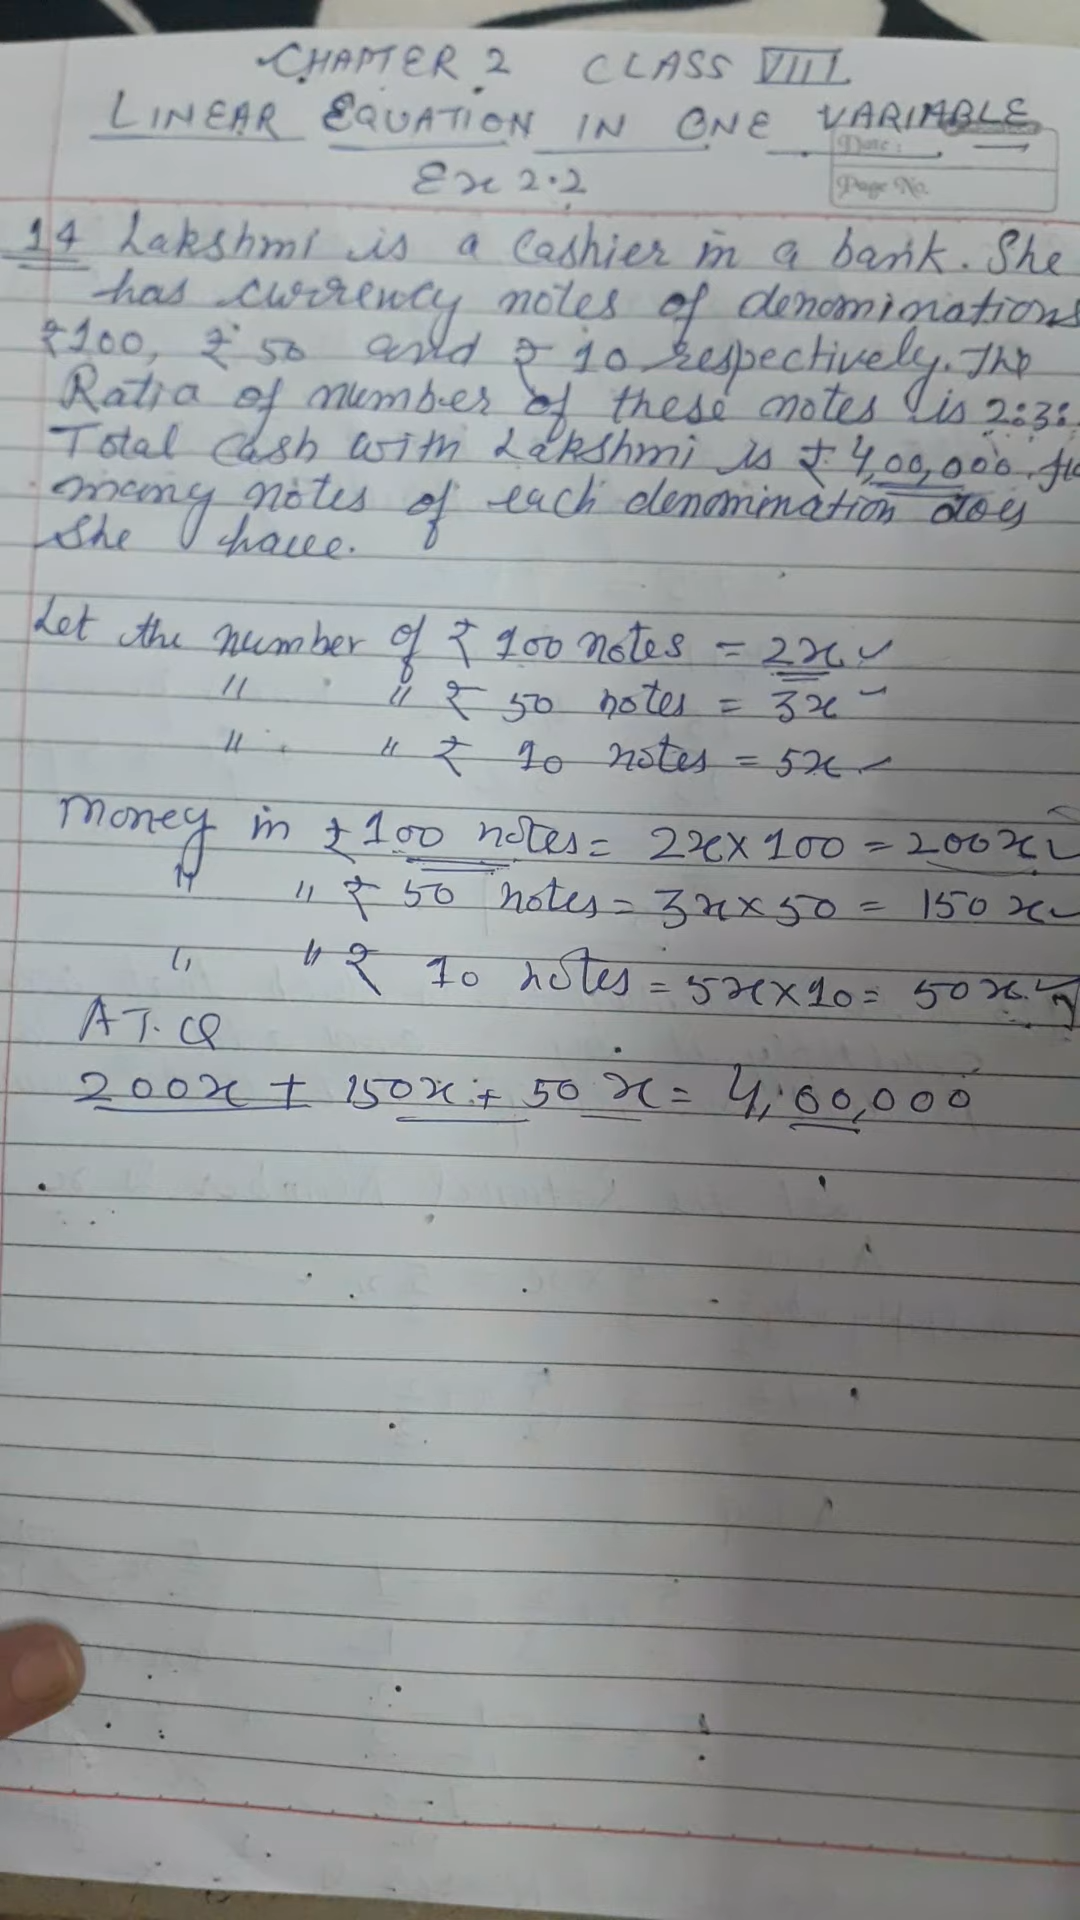 CHAPTER 2 CLASS VIII
LINEAR EQUATION IN ONE VARIABLE
Date:
Ex 2.2
Page No.
14 Lakshmi is a cashier in a bank. She
has currency notes of denominations
₹100, ₹50 and ₹10 respectively. The
Ratio of number of these notes is 2:3:
Total cash with Lakshmi is ₹4,00,000.
many notes of each denomination does
she have.
Let the number of ₹100 notes = 2x ✓
" " ₹ 50 notes = 3x ✓
" " ₹ 10 notes = 5x ✓
Money in ₹100 notes = 2x×100 = 200x ✓
" " ₹ 50 notes = 3x×50 = 150x ✓
" " ₹ 10 notes = 5x×10 = 50x ✓
A T. Q
200x + 150x + 50x = 4,00,000